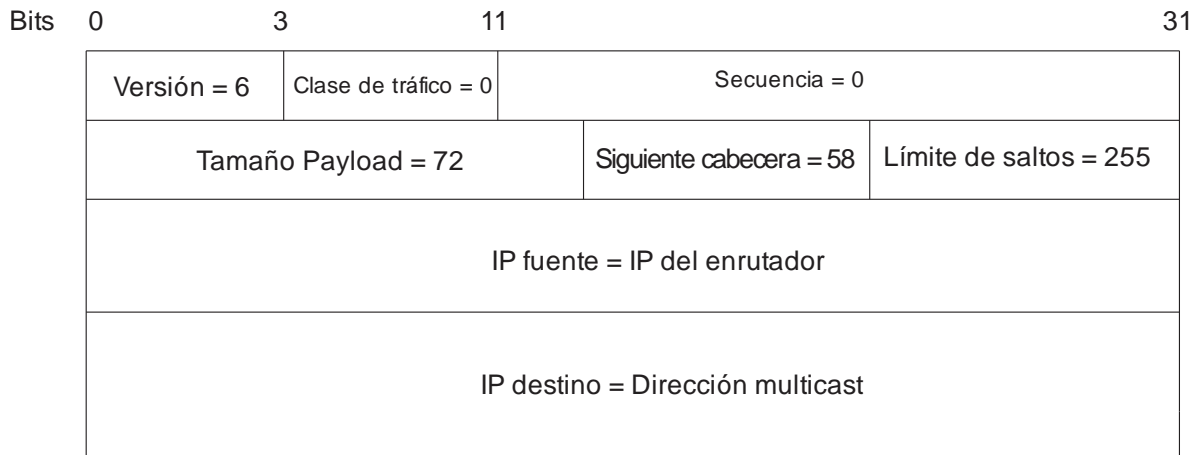 Bits 0 3 11 31
Versión = 6 Clase de tráfico = 0 Secuencia = 0
Tamaño Payload = 72 Siguiente cabecera = 58 Límite de saltos = 255
IP fuente = IP del enrutador
IP destino = Dirección multicast